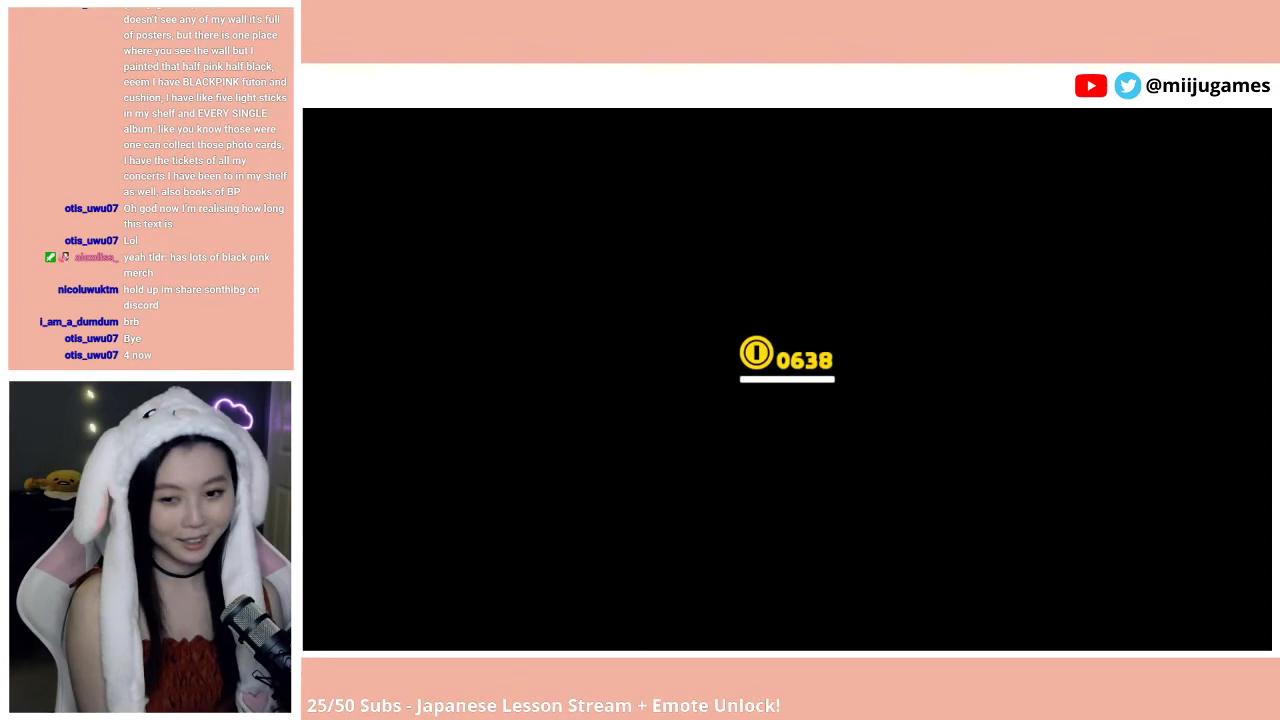 doesn't see any of my wall it's full
of posters, but there is one place
where you see the wall but I
painted that half pink half black,
eeem I have BLACKPINK futon and
cushion, I have like five light sticks
in my shelf and EVERY SINGLE
album, like you know those were
one can collect those photo cards,
I have the tickets of all my
concerts I have been to in my shelf
as well, also books of BP
otis_uwu07 Oh god now I'm realising how long
this text is
otis_uwu07 Lol
yeah tldr: has lots of black pink
merch
nicoluwuktm hold up im share sonthibg on
discord
i_am_a_dumdum brb
otis_uwu07 Bye
otis_uwu07 4 now
@miijugames
0638
25/50 Subs - Japanese Lesson Stream + Emote Unlock!